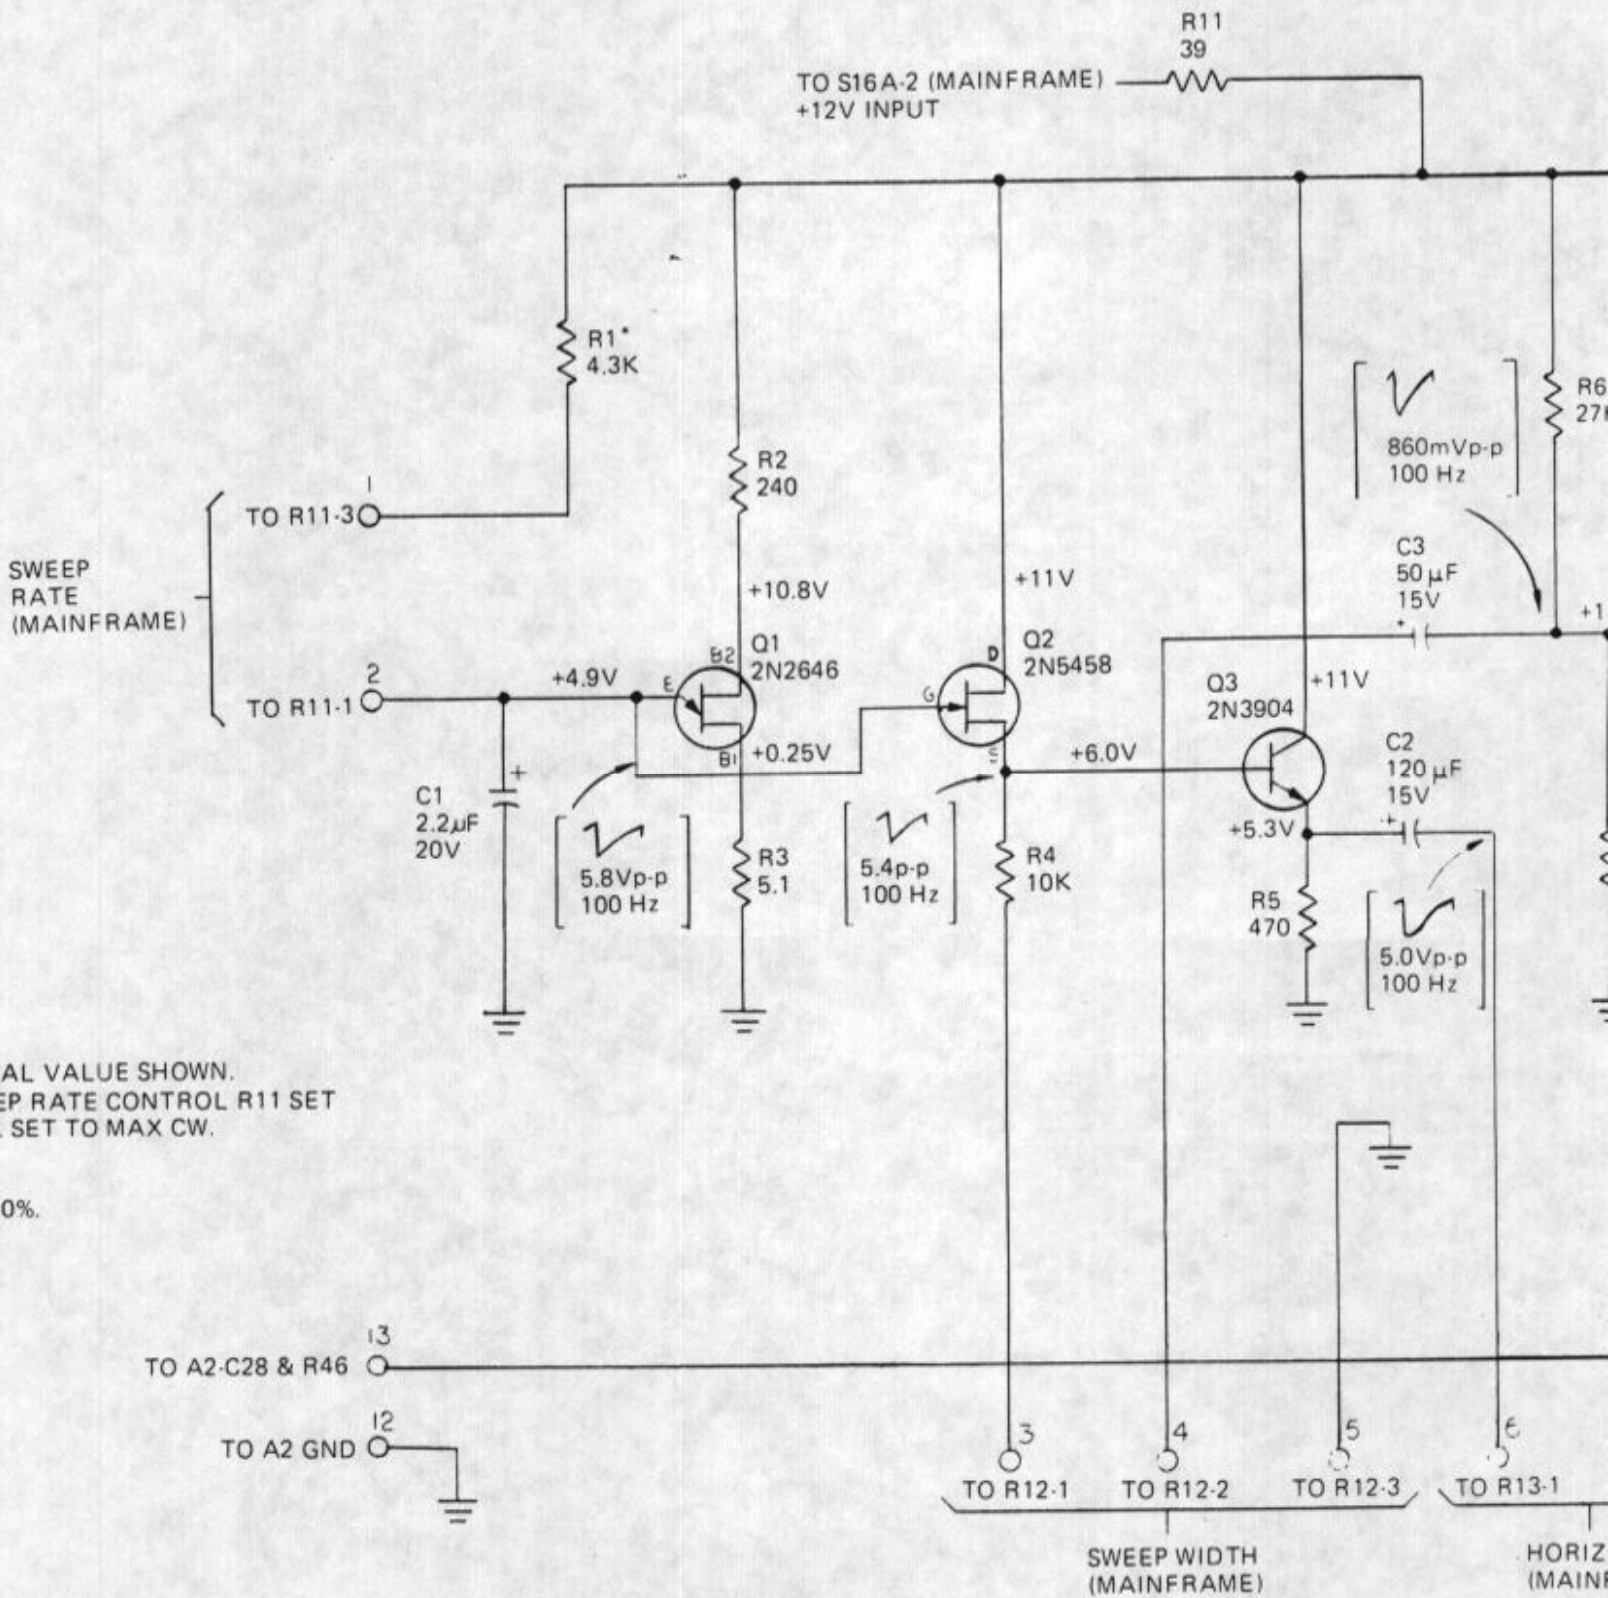 R11
39
TO S16A-2 (MAINFRAME)
+12V INPUT
R1*
4.3K
R2
240
860mVp-p
100 Hz
R6
27
1
TO R11-3
SWEEP
RATE
(MAINFRAME)
2
TO R11-1
C3
50 µF
15V
+
+1
+10.8V
+11V
+4.9V
E
B2
Q1
2N2646
B1
+0.25V
D
G
S
Q2
2N5458
+6.0V
Q3
2N3904
+11V
C2
120 µF
15V
+
+5.3V
+
C1
2.2µF
20V
5.8Vp-p
100 Hz
R3
5.1
5.4p-p
100 Hz
R4
10K
R5
470
5.0Vp-p
100 Hz
AL VALUE SHOWN.
EP RATE CONTROL R11 SET
SET TO MAX CW.
0%.
13
TO A2-C28 & R46
12
TO A2 GND
3
TO R12-1
4
TO R12-2
5
TO R12-3
6
TO R13-1
SWEEP WIDTH
(MAINFRAME)
HORIZ
(MAINF